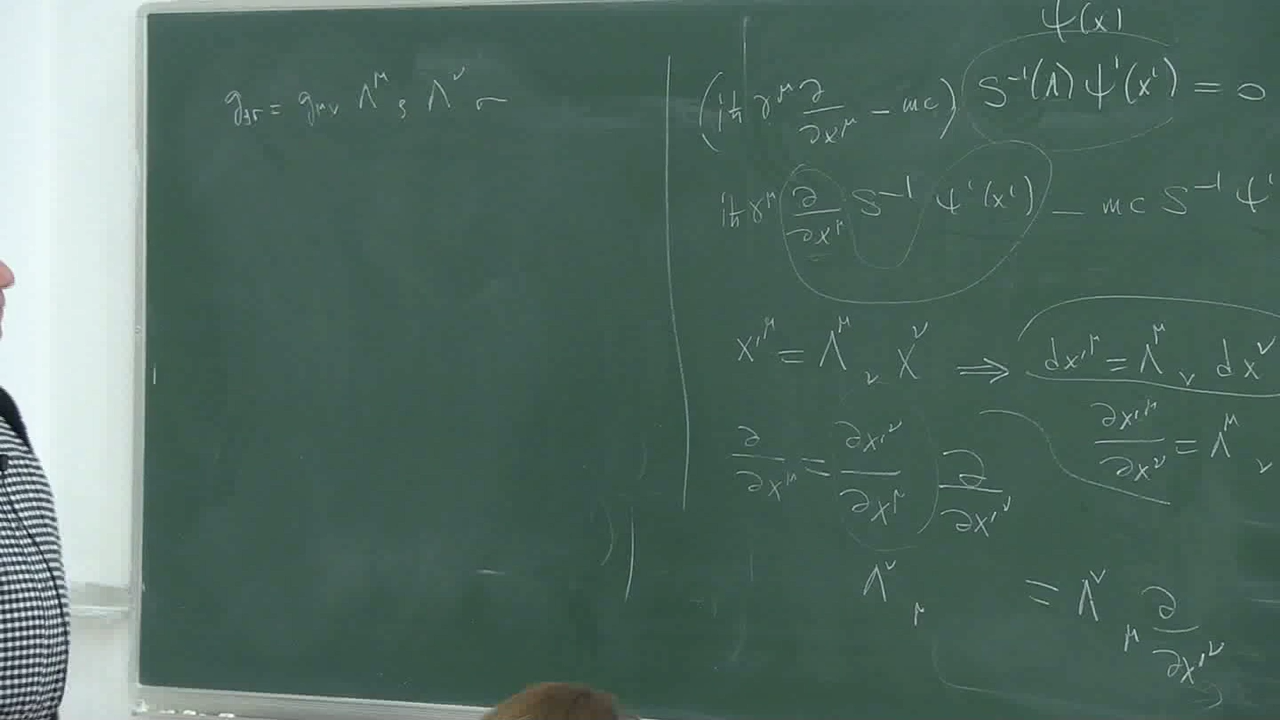 g_{ρσ} = g_{μν} Λ^μ_ρ Λ^ν_σ
ψ(x)
(iħ γ^μ ∂/∂x^μ − mc) S^{-1}(Λ) ψ'(x') = 0
iħ γ^μ ∂/∂x^μ S^{-1} ψ'(x') − mc S^{-1} ψ'
x'^μ = Λ^μ_ν x^ν ⇒ dx'^μ = Λ^μ_ν dx^ν
∂/∂x^μ = ∂x'^ν/∂x^μ ∂/∂x'^ν
∂x'^μ/∂x^ν = Λ^μ_ν
Λ^ν_μ = Λ^ν_μ ∂/∂x'^ν